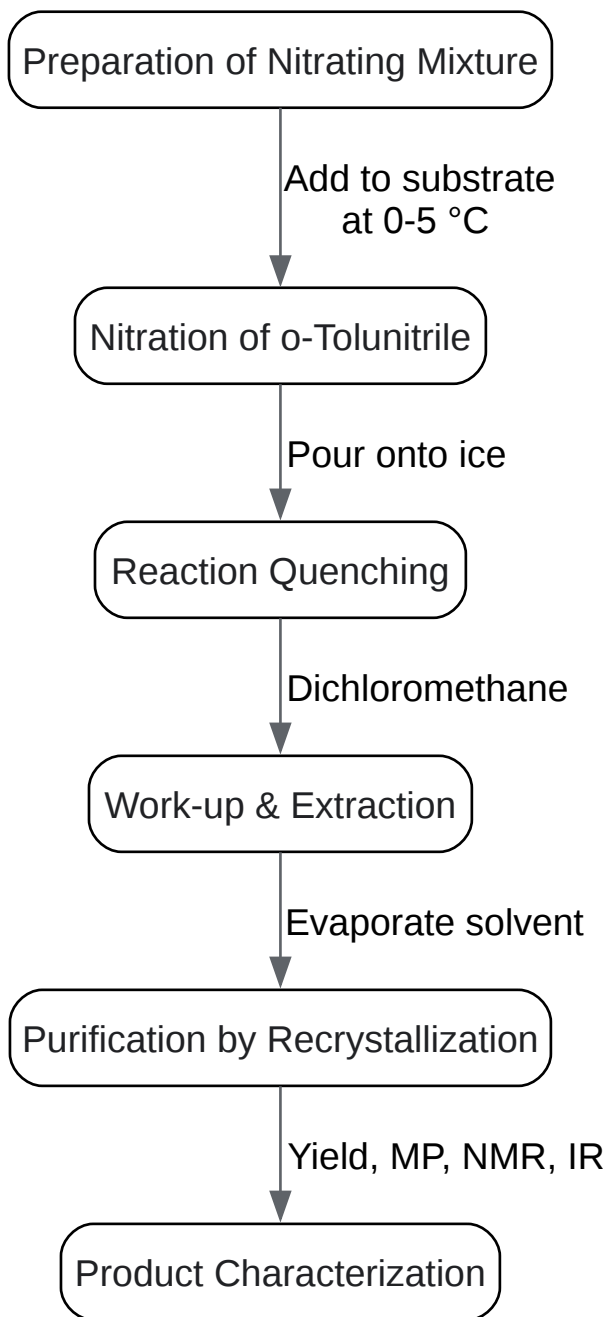 Preparation of Nitrating Mixture
Add to substrate
at 0-5 °C
Nitration of o-Tolunitrile
Pour onto ice
Reaction Quenching
Dichloromethane
Work-up & Extraction
Evaporate solvent
Purification by Recrystallization
Yield, MP, NMR, IR
Product Characterization